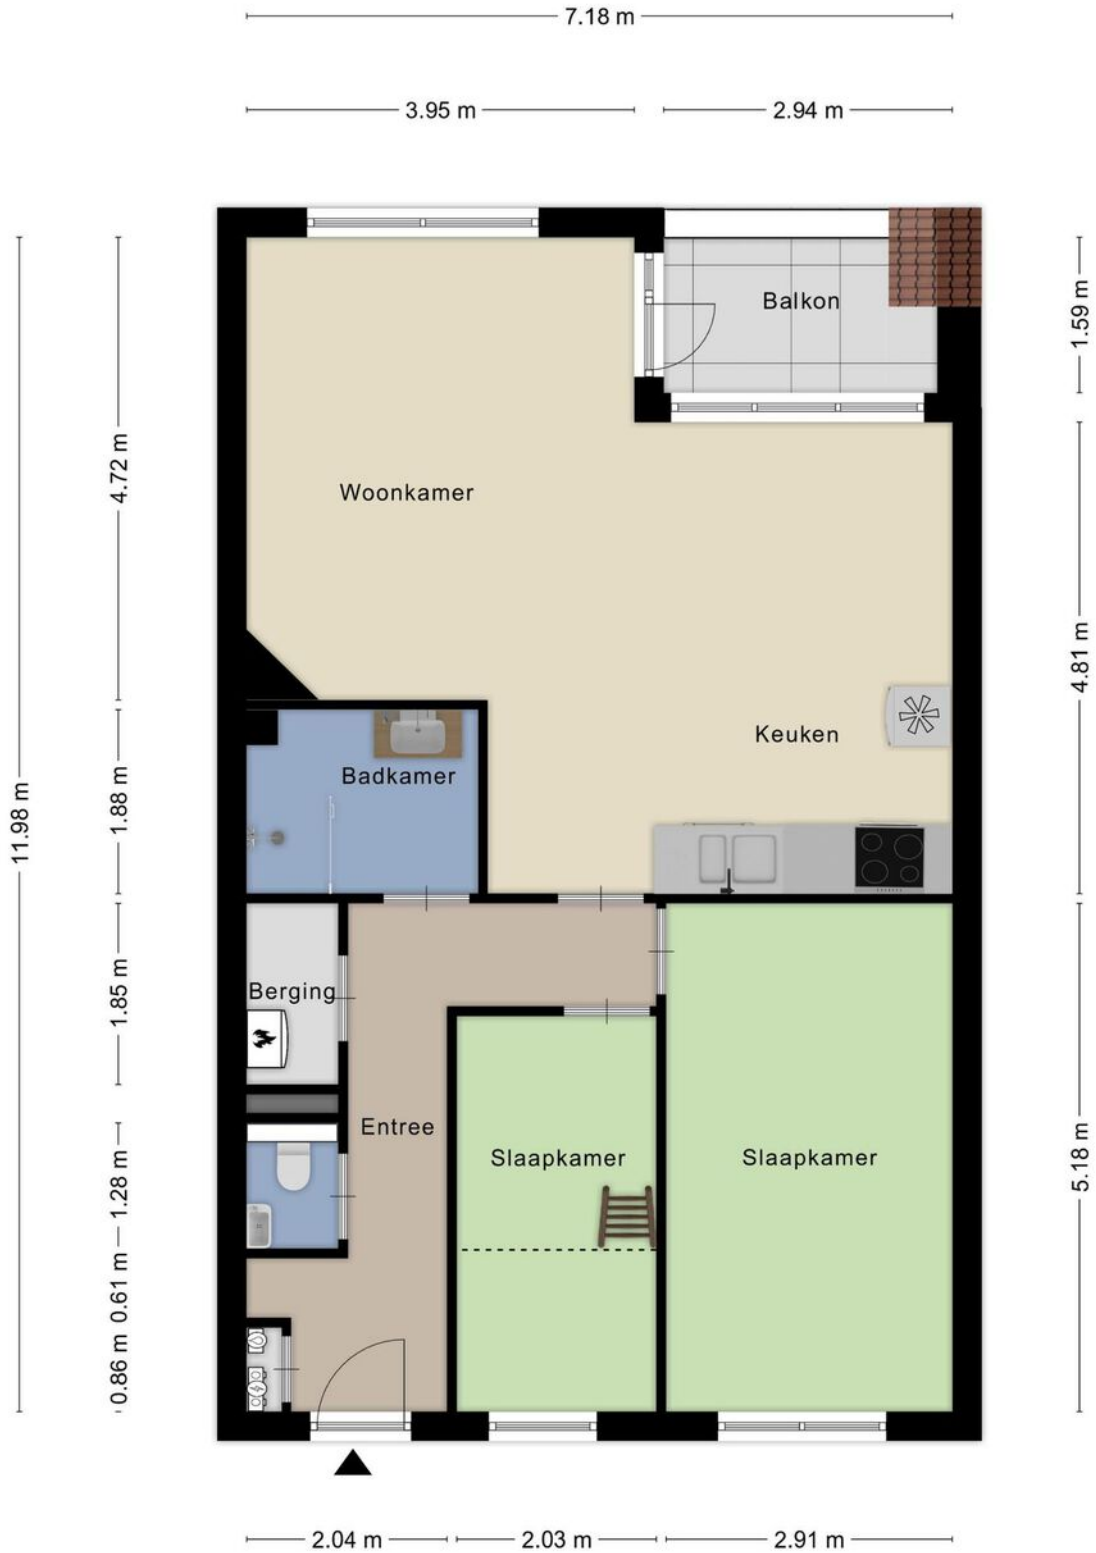 7.18 m
3.95 m
2.94 m
Balkon
1.59 m
4.72 m
Woonkamer
4.81 m
Keuken
Badkamer
1.88 m
11.98 m
Berging
1.85 m
Entree
Slaapkamer
Slaapkamer
5.18 m
1.28 m
0.61 m
0.86 m
2.04 m
2.03 m
2.91 m